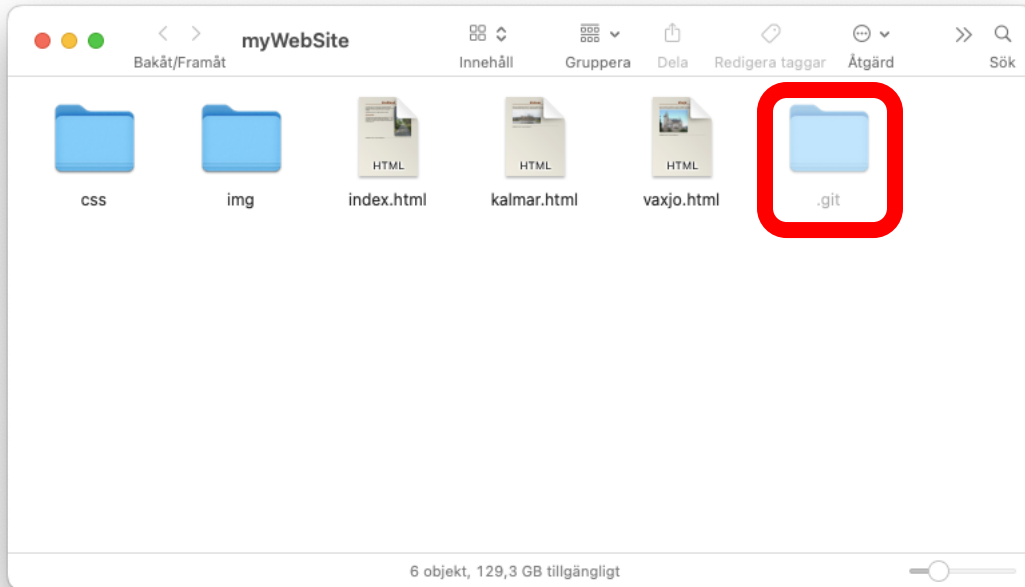 myWebSite
Bakåt/Framåt Innehåll Gruppera Dela Redigera taggar Åtgärd Sök
HTML HTML HTML
css img index.html kalmar.html vaxjo.html .git
6 objekt, 129,3 GB tillgängligt